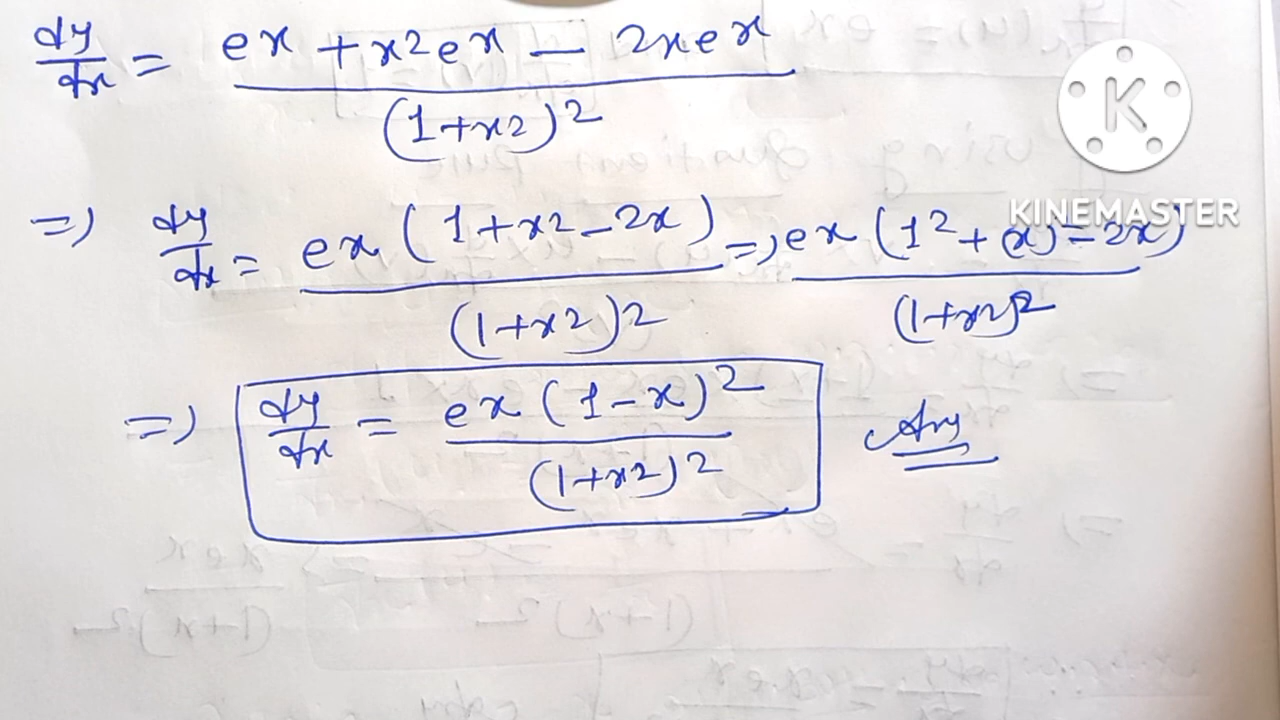 dy/dx = (e^x + x²e^x - 2xe^x) / (1+x²)²
K
KINEMASTER
=> dy/dx = e^x (1+x²-2x) / (1+x²)² => e^x (1² + (x)² - 2x) / (1+x²)²
=> dy/dx = e^x (1-x)² / (1+x²)² Ans